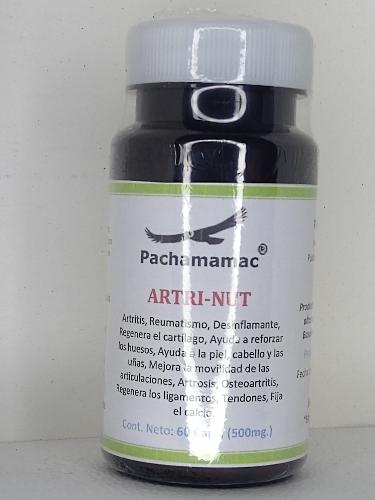 Pachamamac
ARTRI-NUT
Artritis, Reumatismo, Desinflamante,
Regenera el cartílago, Ayuda a reforzar
los huesos, Ayuda a la piel, cabello y las
uñas, Mejora la movilidad de las
articulaciones, Artrosis, Osteoartritis,
Regenera los ligamentos, Tendones, Fija
el calcio.
Cont. Neto: 60 Caps. (500mg.)